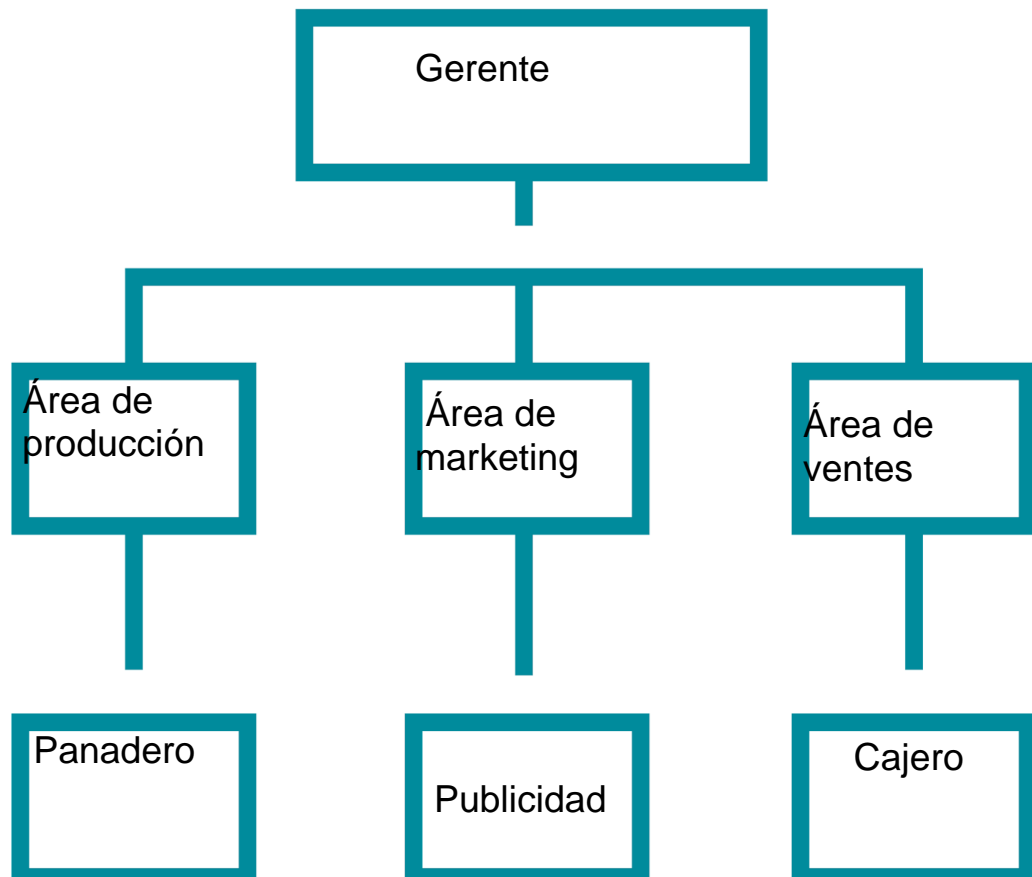 Gerente
Área de
producción
Área de
marketing
Área de
ventes
Panadero
Publicidad
Cajero